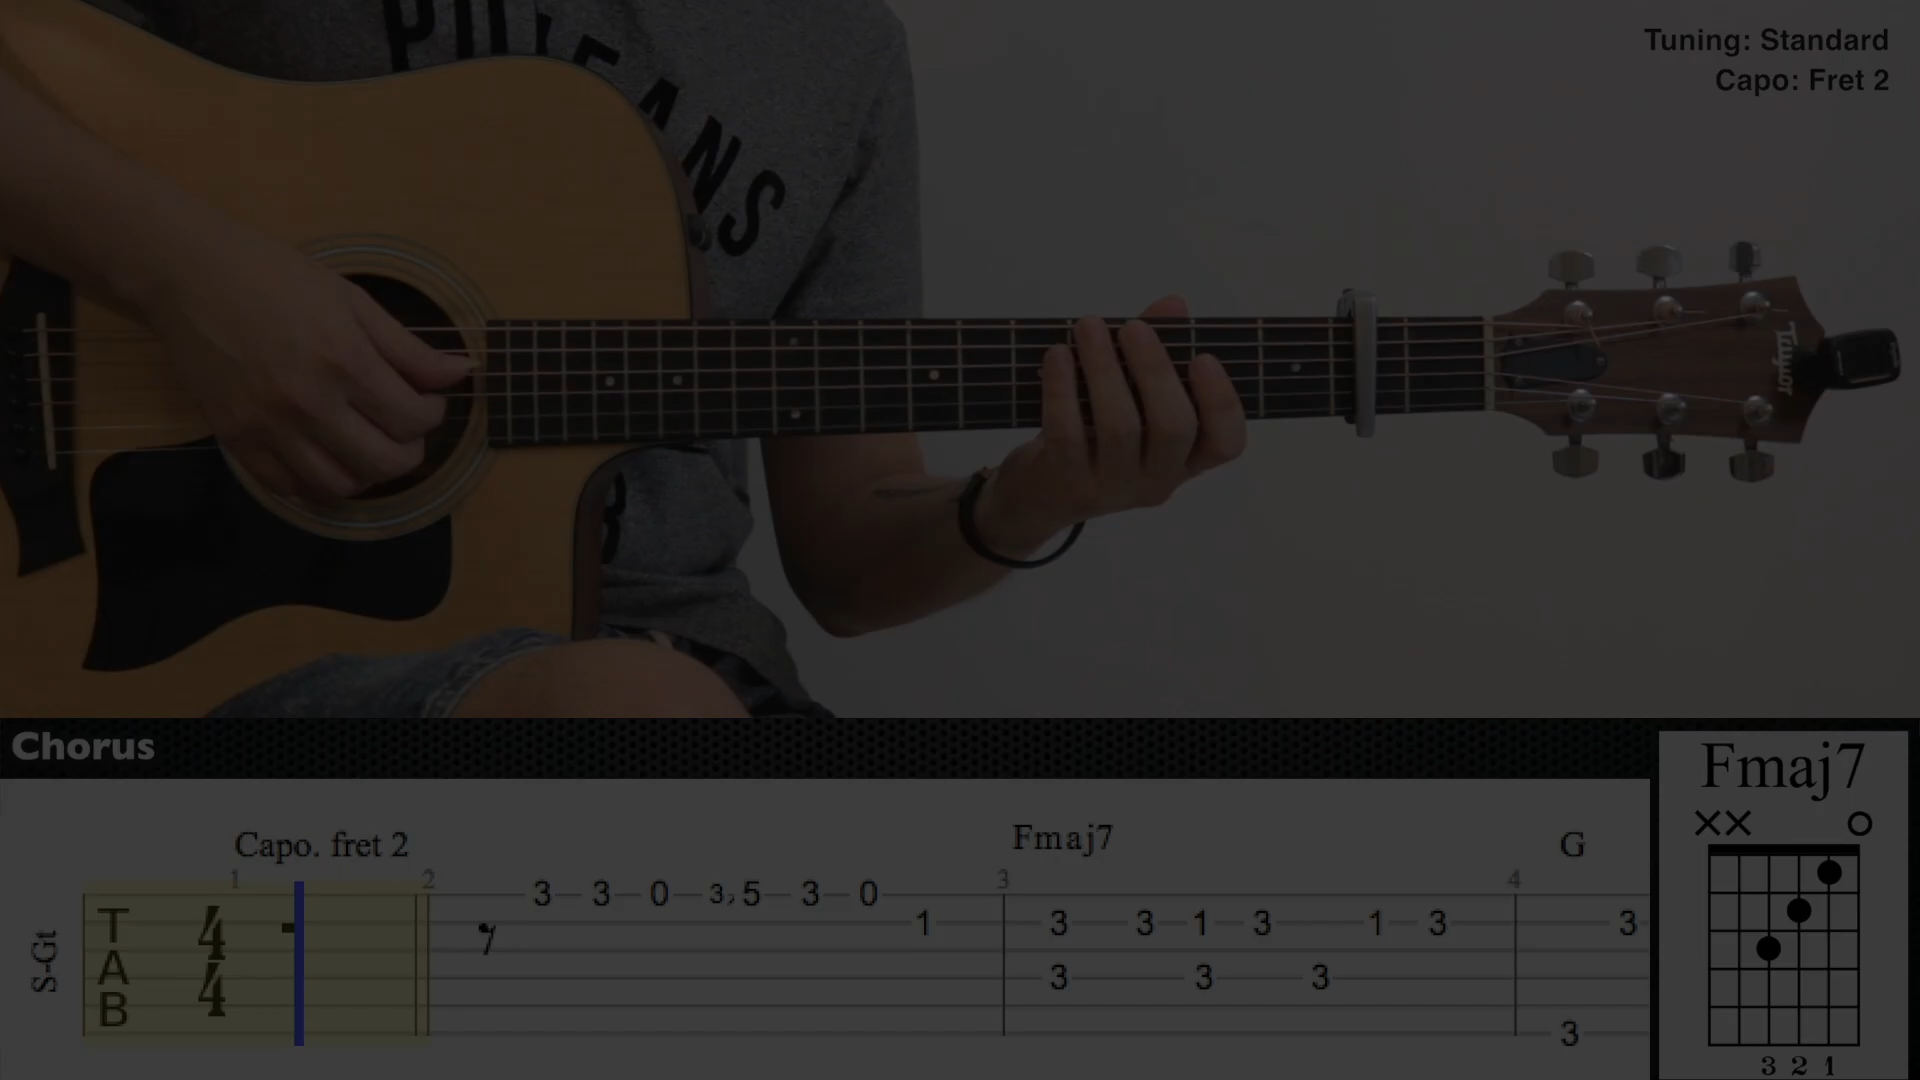 Tuning: Standard
Capo: Fret 2
Taylor
Chorus
Capo. fret 2
Fmaj7
G
1
2
3
4
S-Gt
T
A
B
4
4
3 3 0 3 5 3 0
1 3 3 1 3 1 3 3
3 3 3
3
Fmaj7
××
3 2 1